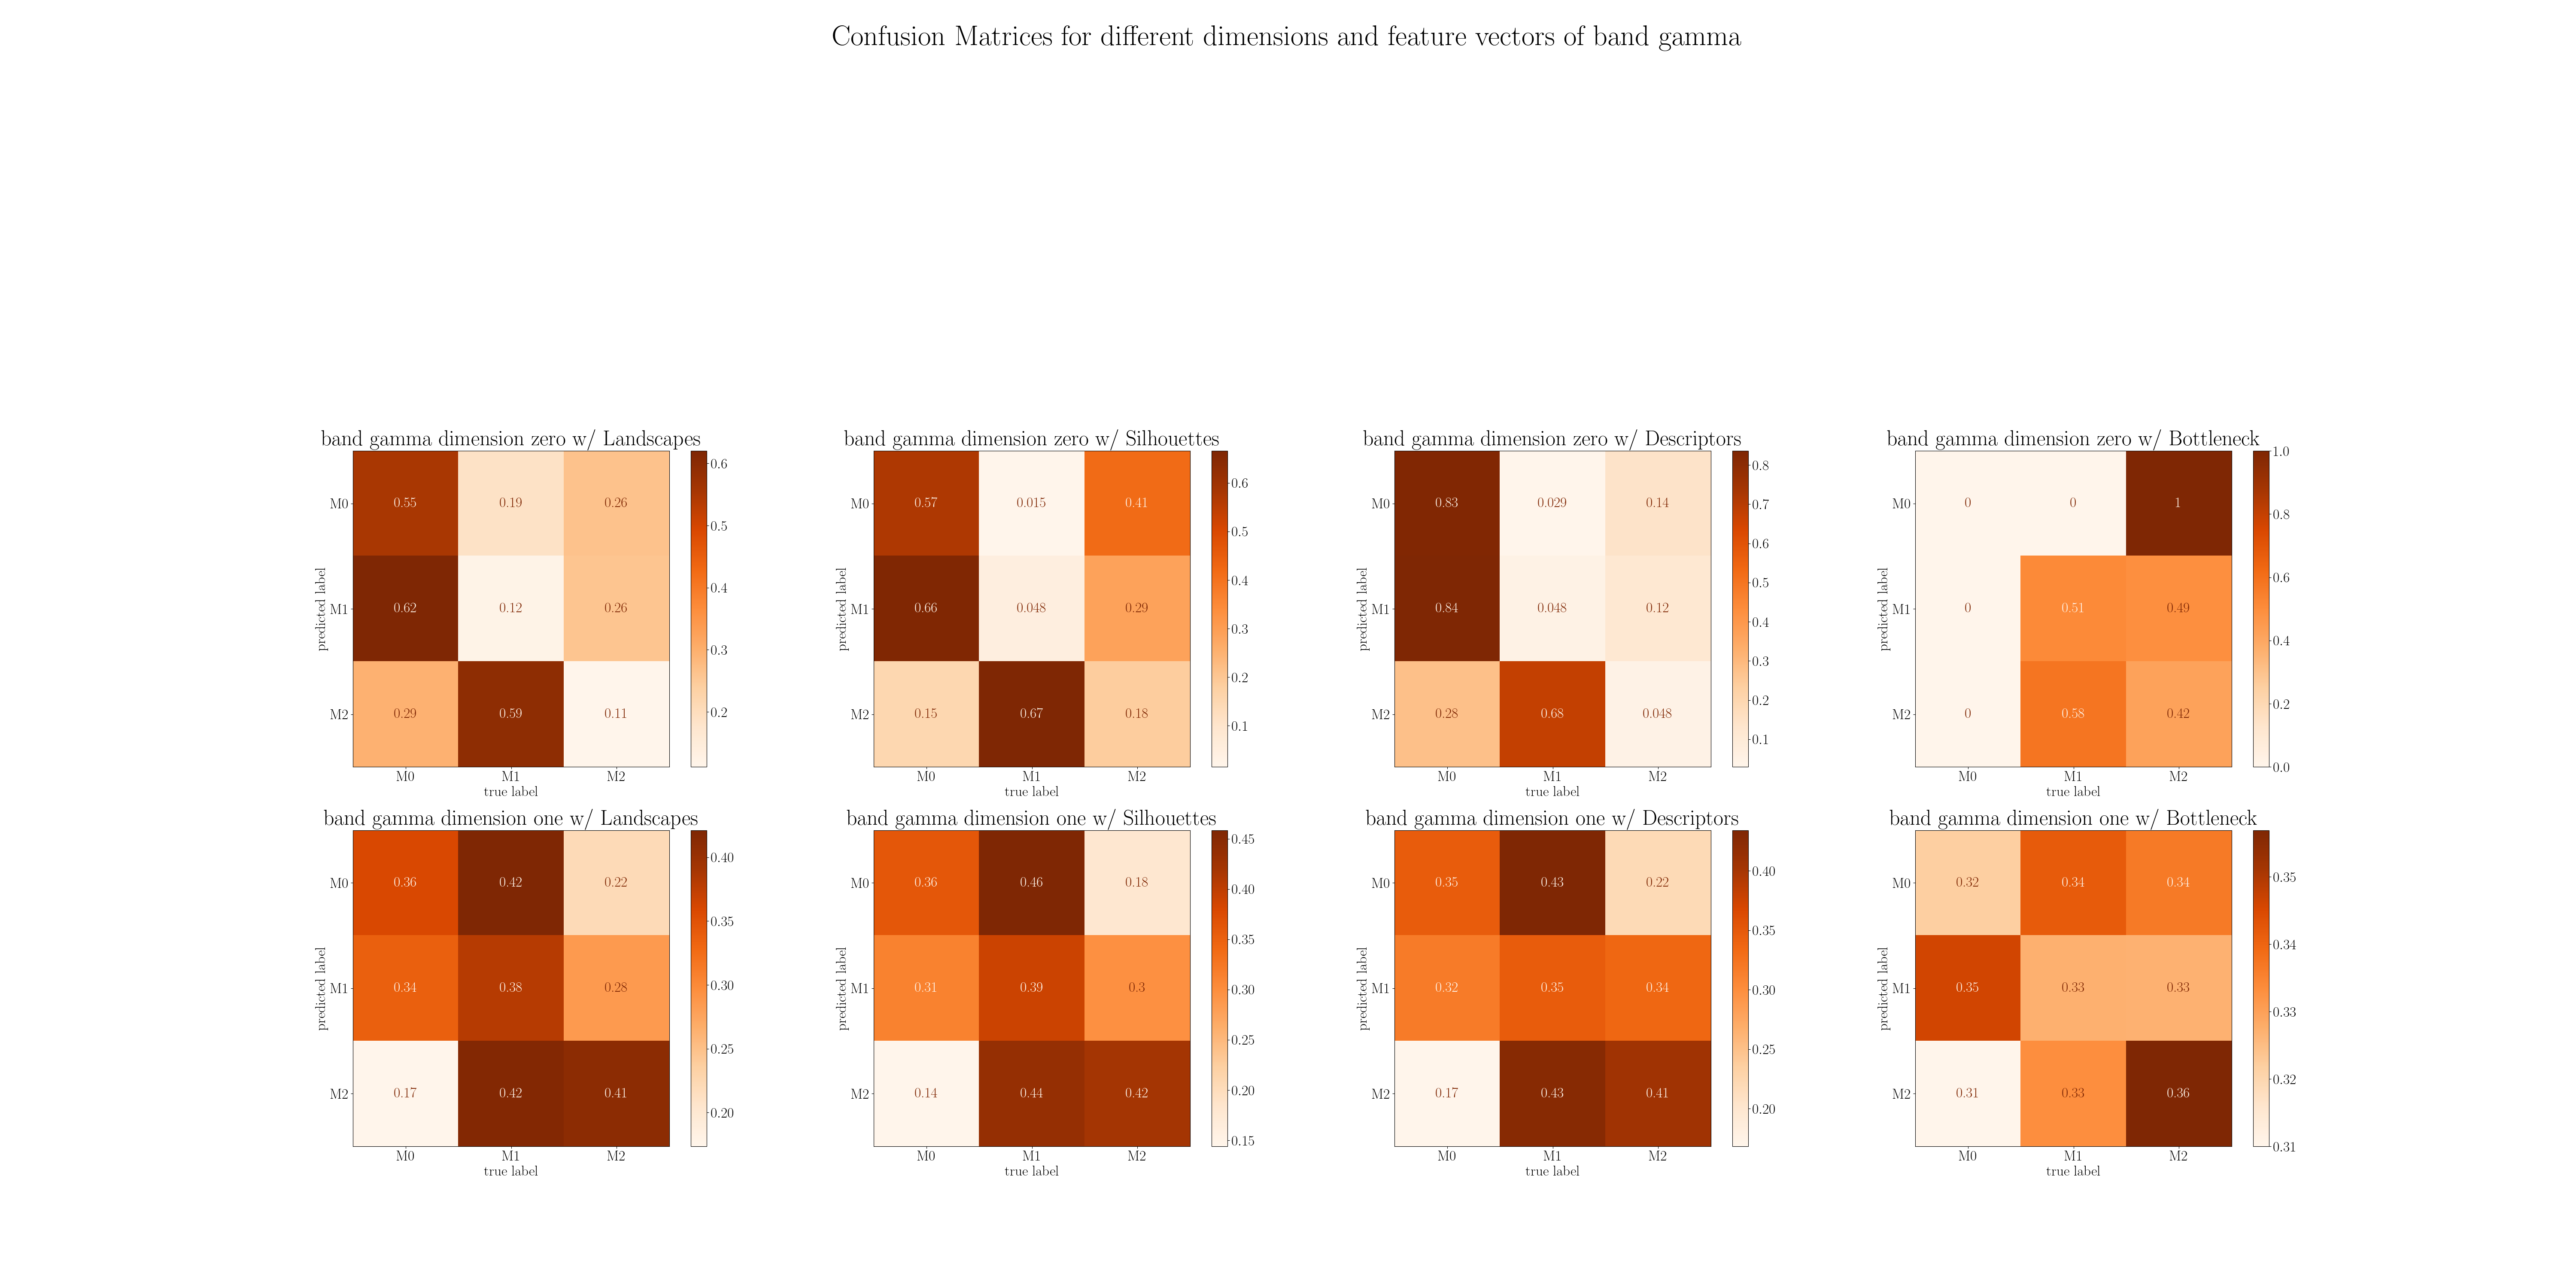 Confusion Matrices for different dimensions and feature vectors of band gamma
band gamma dimension zero w/ Landscapes
predicted label
M0 0.55 0.19 0.26
M1 0.62 0.12 0.26
M2 0.29 0.59 0.11
M0 M1 M2
true label
0.6
0.5
0.4
0.3
0.2
band gamma dimension zero w/ Silhouettes
predicted label
M0 0.57 0.015 0.41
M1 0.66 0.048 0.29
M2 0.15 0.67 0.18
M0 M1 M2
true label
0.6
0.5
0.4
0.3
0.2
0.1
band gamma dimension zero w/ Descriptors
predicted label
M0 0.83 0.029 0.14
M1 0.84 0.048 0.12
M2 0.28 0.68 0.048
M0 M1 M2
true label
0.8
0.7
0.6
0.5
0.4
0.3
0.2
0.1
band gamma dimension zero w/ Bottleneck
predicted label
M0 0 0 1
M1 0 0.51 0.49
M2 0 0.58 0.42
M0 M1 M2
true label
1.0
0.8
0.6
0.4
0.2
0.0
band gamma dimension one w/ Landscapes
predicted label
M0 0.36 0.42 0.22
M1 0.34 0.38 0.28
M2 0.17 0.42 0.41
M0 M1 M2
true label
0.40
0.35
0.30
0.25
0.20
band gamma dimension one w/ Silhouettes
predicted label
M0 0.36 0.46 0.18
M1 0.31 0.39 0.3
M2 0.14 0.44 0.42
M0 M1 M2
true label
0.45
0.40
0.35
0.30
0.25
0.20
0.15
band gamma dimension one w/ Descriptors
predicted label
M0 0.35 0.43 0.22
M1 0.32 0.35 0.34
M2 0.17 0.43 0.41
M0 M1 M2
true label
0.40
0.35
0.30
0.25
0.20
band gamma dimension one w/ Bottleneck
predicted label
M0 0.32 0.34 0.34
M1 0.35 0.33 0.33
M2 0.31 0.33 0.36
M0 M1 M2
true label
0.35
0.34
0.33
0.32
0.31